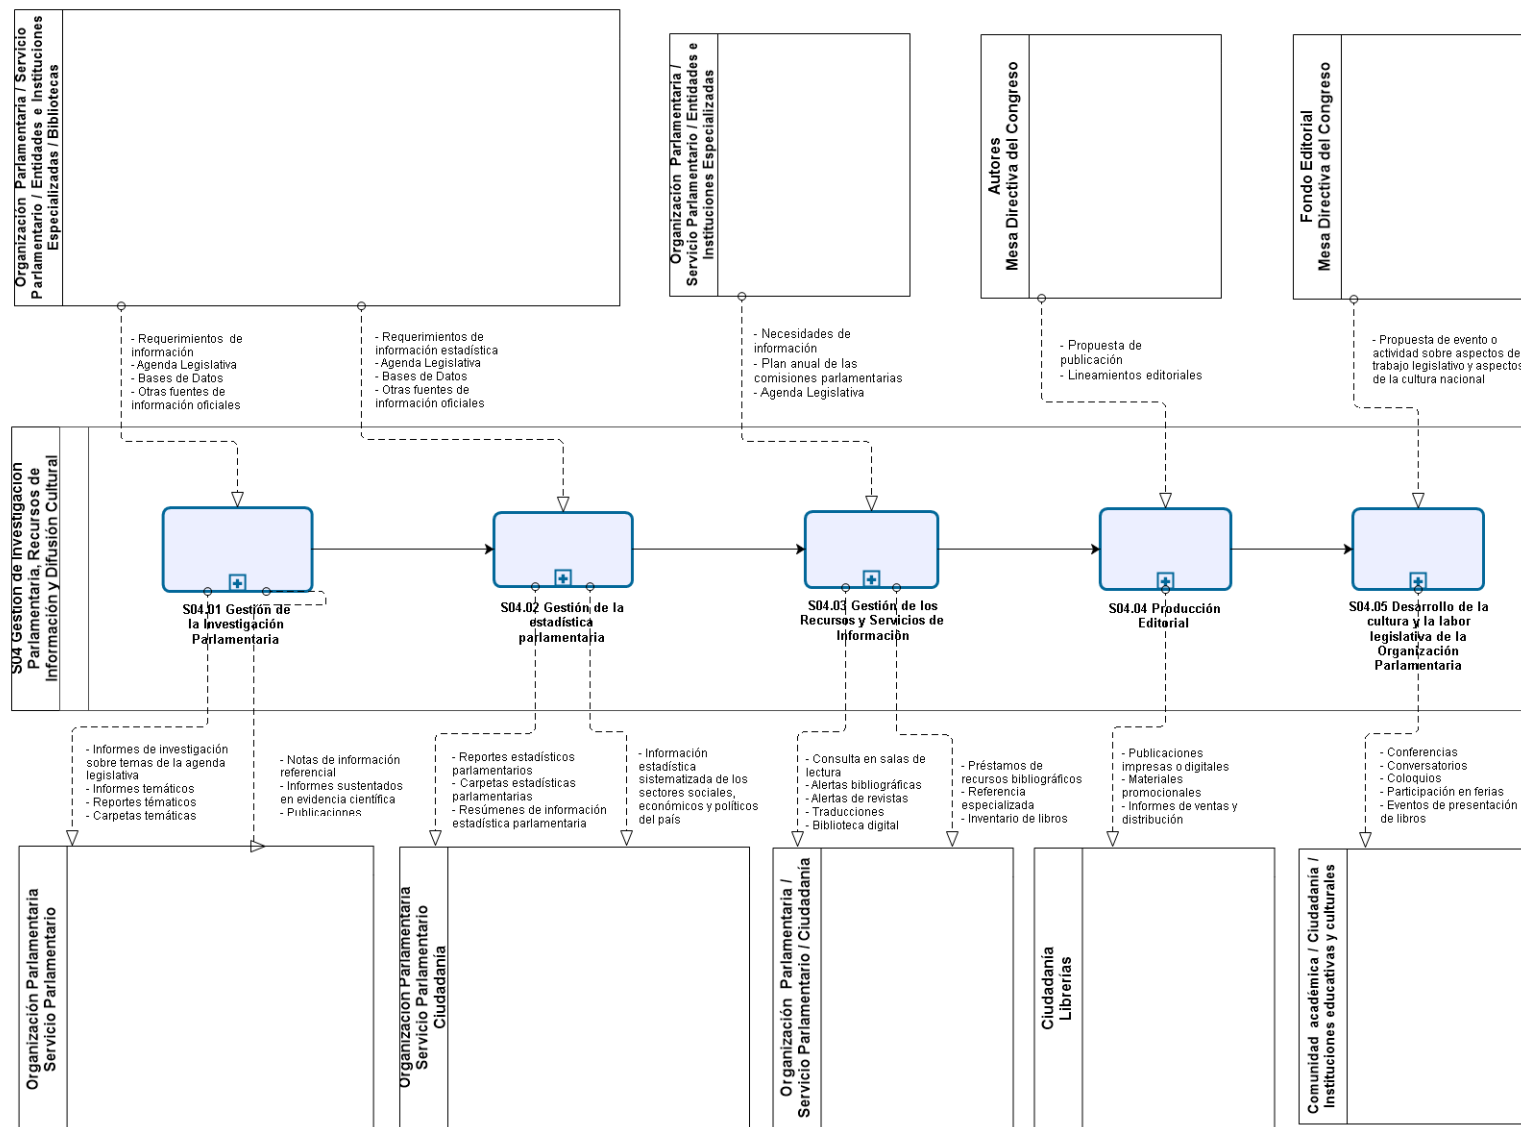 Organización Parlamentaria / Servicio
Parlamentario / Entidades e Instituciones
Especializadas / Bibliotecas
Organización Parlamentaria /
Servicio Parlamentario / Entidades e
Instituciones Especializadas
Autores
Mesa Directiva del Congreso
Fondo Editorial
Mesa Directiva del Congreso
- Requerimientos de
información
- Agenda Legislativa
- Bases de Datos
- Otras fuentes de
información oficiales
- Requerimientos de
información estadística
- Agenda Legislativa
- Bases de Datos
- Otras fuentes de
información oficiales
- Necesidades de
información
- Plan anual de las
comisiones parlamentarias
- Agenda Legislativa
- Propuesta de
publicación
- Lineamientos editoriales
- Propuesta de evento o
actividad sobre aspectos de
trabajo legislativo y aspectos
de la cultura nacional
S04 Gestion de Investigacion
Parlamentaria, Recursos de
Información y Difusión Cultural
S04.01 Gestión de
la Investigación
Parlamentaria
S04.02 Gestión de la
estadística
parlamentaria
S04.03 Gestión de los
Recursos y Servicios de
Información
S04.04 Producción
Editorial
S04.05 Desarrollo de la
cultura y la labor
legislativa de la
Organización
Parlamentaria
- Informes de investigación
sobre temas de la agenda
legislativa
- Informes temáticos
- Reportes témáticos
- Carpetas temáticas
- Notas de información
referencial
- Informes sustentados
en evidencia científica
- Publicaciones
- Reportes estadísticos
parlamentarios
- Carpetas estadísticas
parlamentarias
- Resúmenes de información
estadística parlamentaria
- Información
estadística
sistematizada de los
sectores sociales,
económicos y políticos
del país
- Consulta en salas de
lectura
- Alertas bibliográficas
- Alertas de revistas
- Traducciones
- Biblioteca digital
- Préstamos de
recursos bibliográficos
- Referencia
especializada
- Inventario de libros
- Publicaciones
impresas o digitales
- Materiales
promocionales
- Informes de ventas y
distribución
- Conferencias
- Conversatorios
- Coloquios
- Participación en ferias
- Eventos de presentación
de libros
Organización Parlamentaria
Servicio Parlamentario
Organizacion Parlamentaria
Servicio Parlamentario
Ciudadanía
Organización Parlamentaria /
Servicio Parlamentario / Ciudadanía
Ciudadanía
Librerías
Comunidad académica / Ciudadanía /
Instituciones educativas y culturales